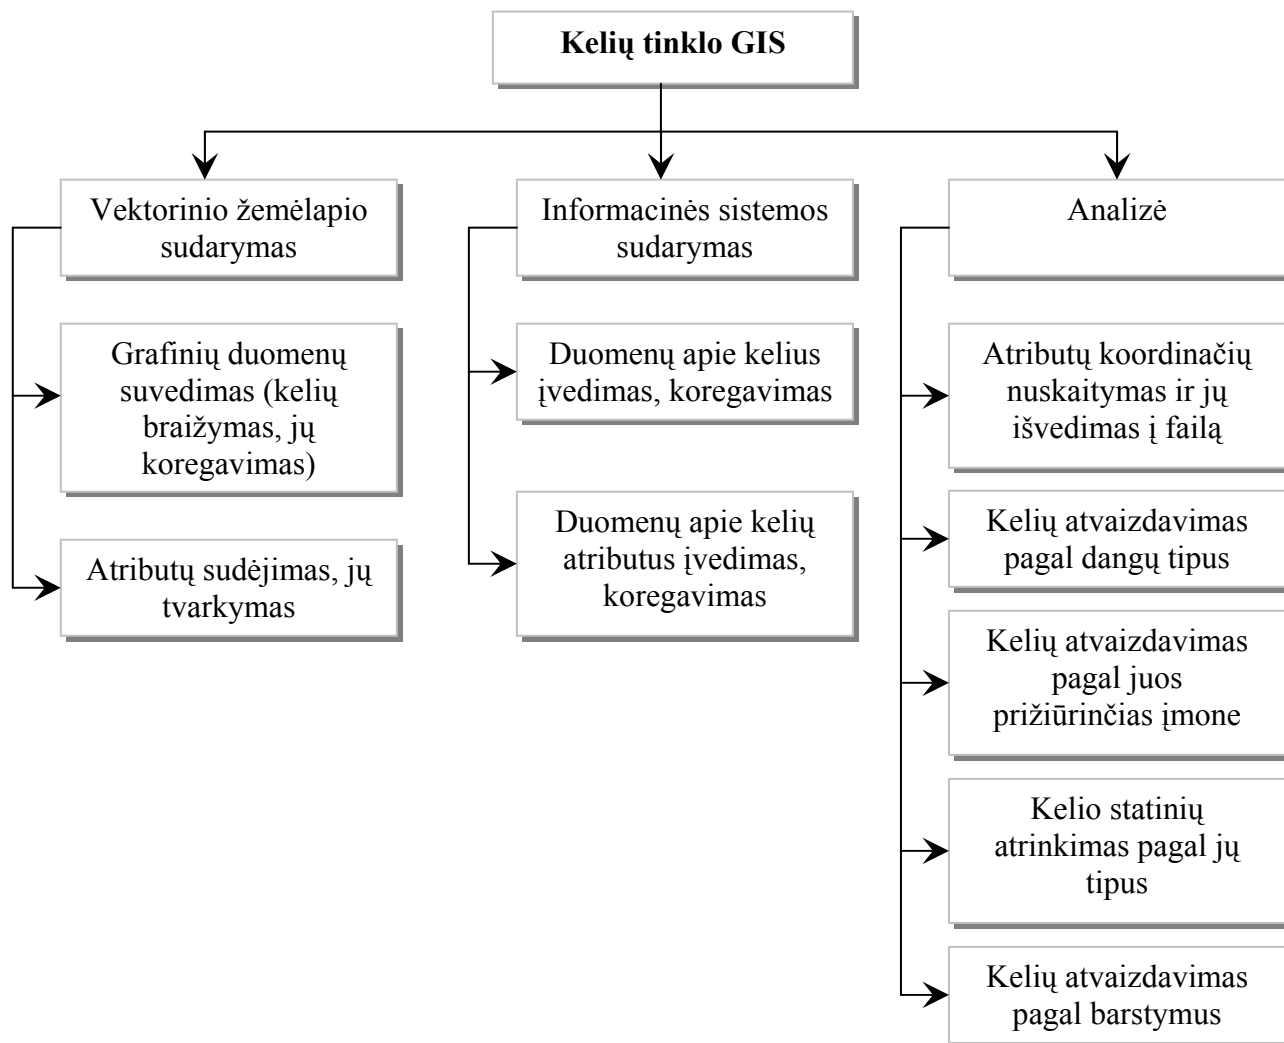 Kelių tinklo GIS
Vektorinio žemėlapio
sudarymas
Grafinių duomenų
suvedimas (kelių
braižymas, jų
koregavimas)
Atributų sudėjimas, jų
tvarkymas
Informacinės sistemos
sudarymas
Duomenų apie kelius
įvedimas, koregavimas
Duomenų apie kelių
atributus įvedimas,
koregavimas
Analizė
Atributų koordinačių
nuskaitymas ir jų
išvedimas į failą
Kelių atvaizdavimas
pagal dangų tipus
Kelių atvaizdavimas
pagal juos
prižiūrinčias įmone
Kelio statinių
atrinkimas pagal jų
tipus
Kelių atvaizdavimas
pagal barstymus